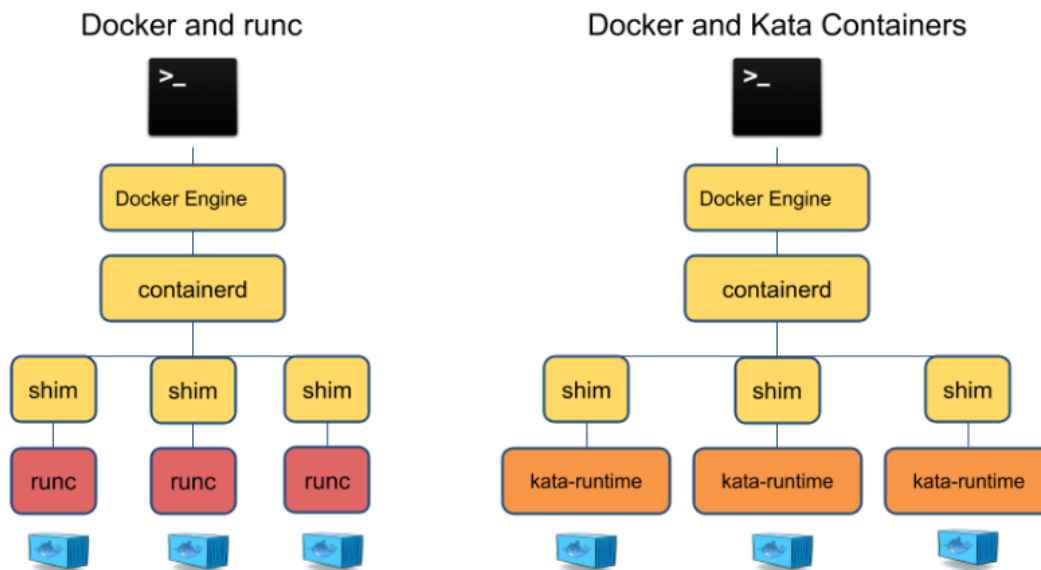 Docker and runc
Docker and Kata Containers
>_
>_
Docker Engine
Docker Engine
containerd
containerd
shim
shim
shim
shim
shim
shim
runc
runc
runc
kata-runtime
kata-runtime
kata-runtime